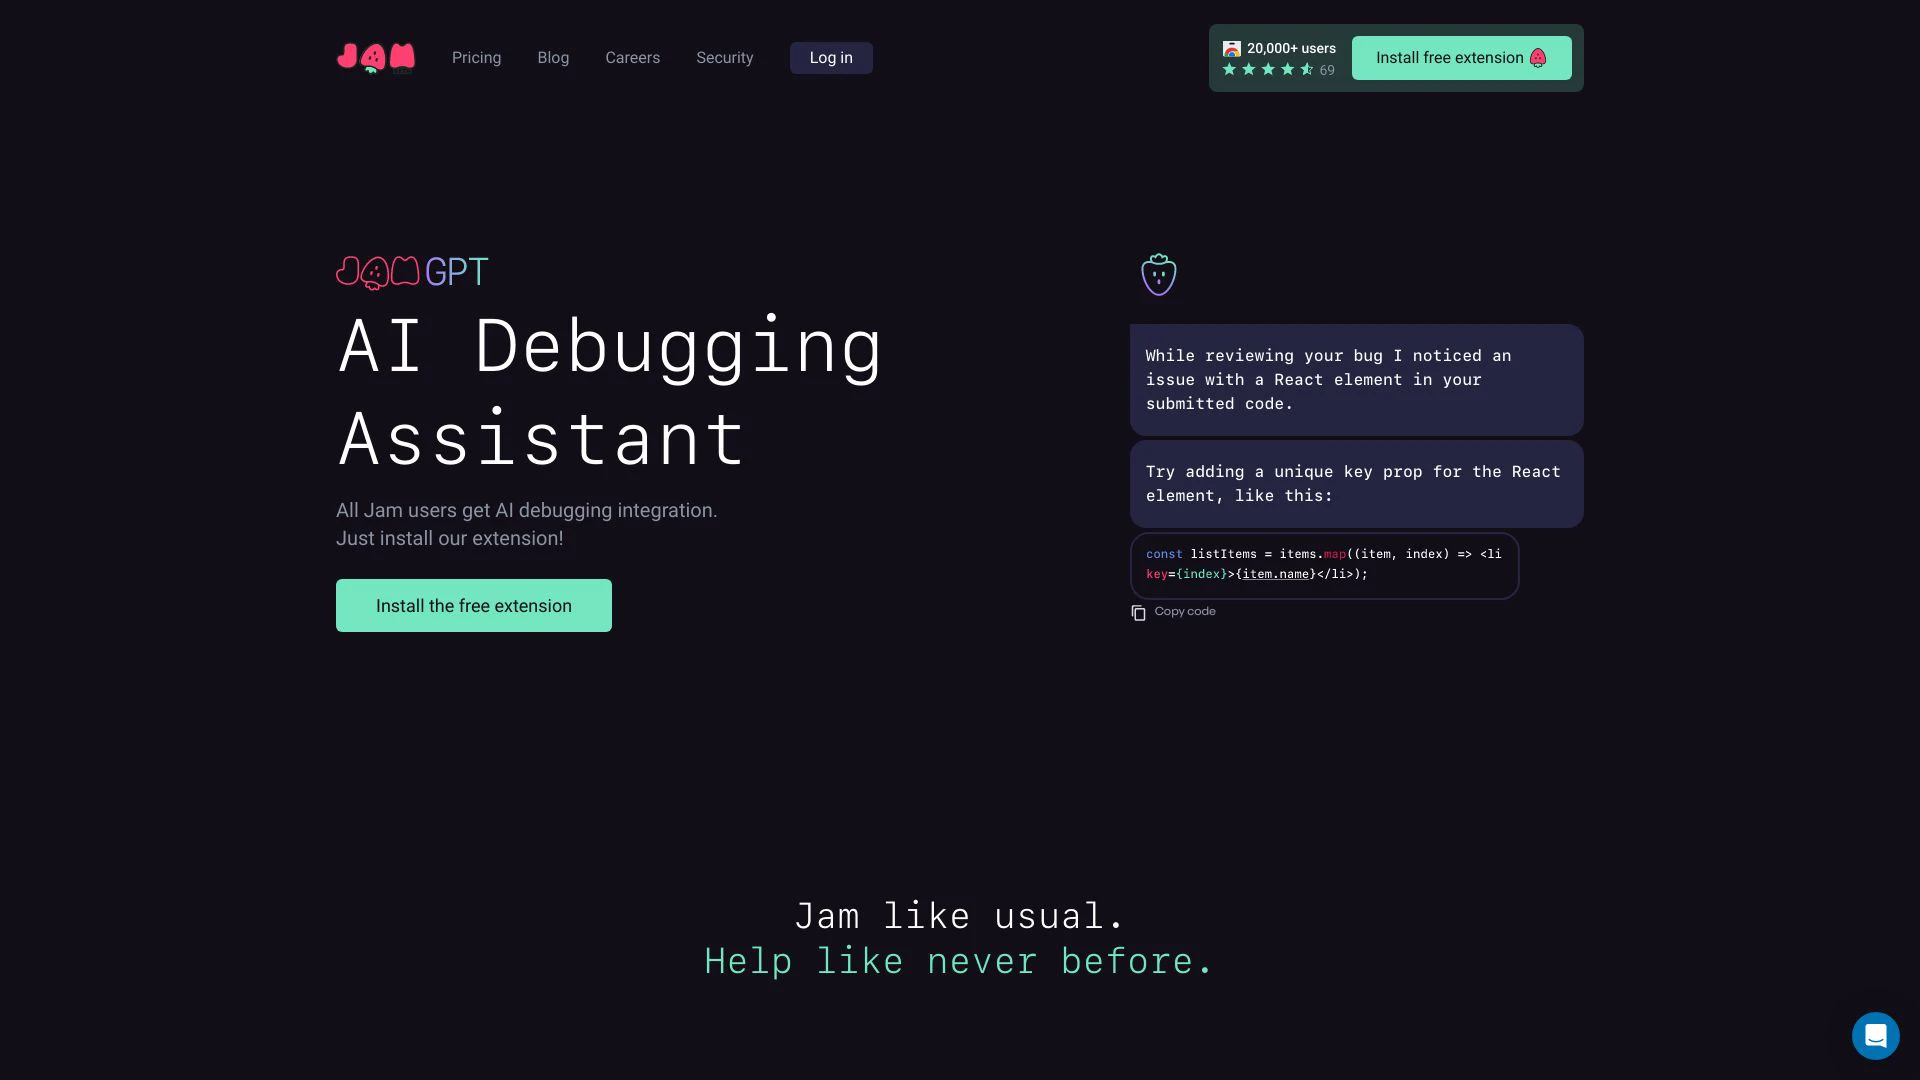 JAM
Pricing
Blog
Careers
Security
Log in
20,000+ users
69
Install free extension
JAM GPT
AI Debugging
Assistant
All Jam users get AI debugging integration.
Just install our extension!
Install the free extension
While reviewing your bug I noticed an
issue with a React element in your
submitted code.
Try adding a unique key prop for the React
element, like this:
const listItems = items.map((item, index) => <li
key={index}>{item.name}</li>);
Copy code
Jam like usual.
Help like never before.